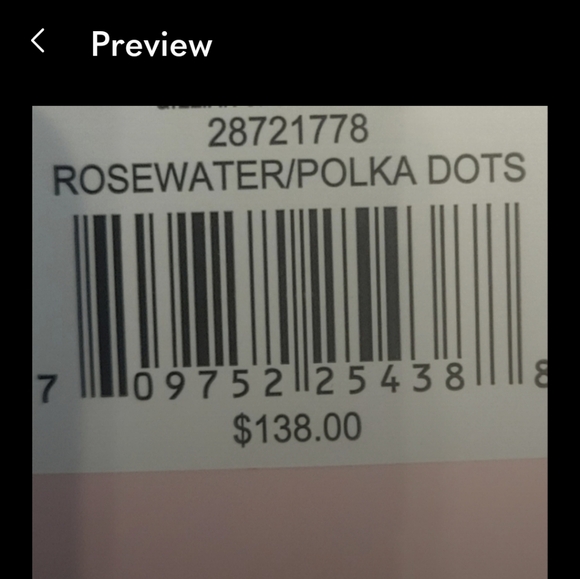 Preview
28721778
ROSEWATER/POLKA DOTS
7 09752 25438 8
$138.00